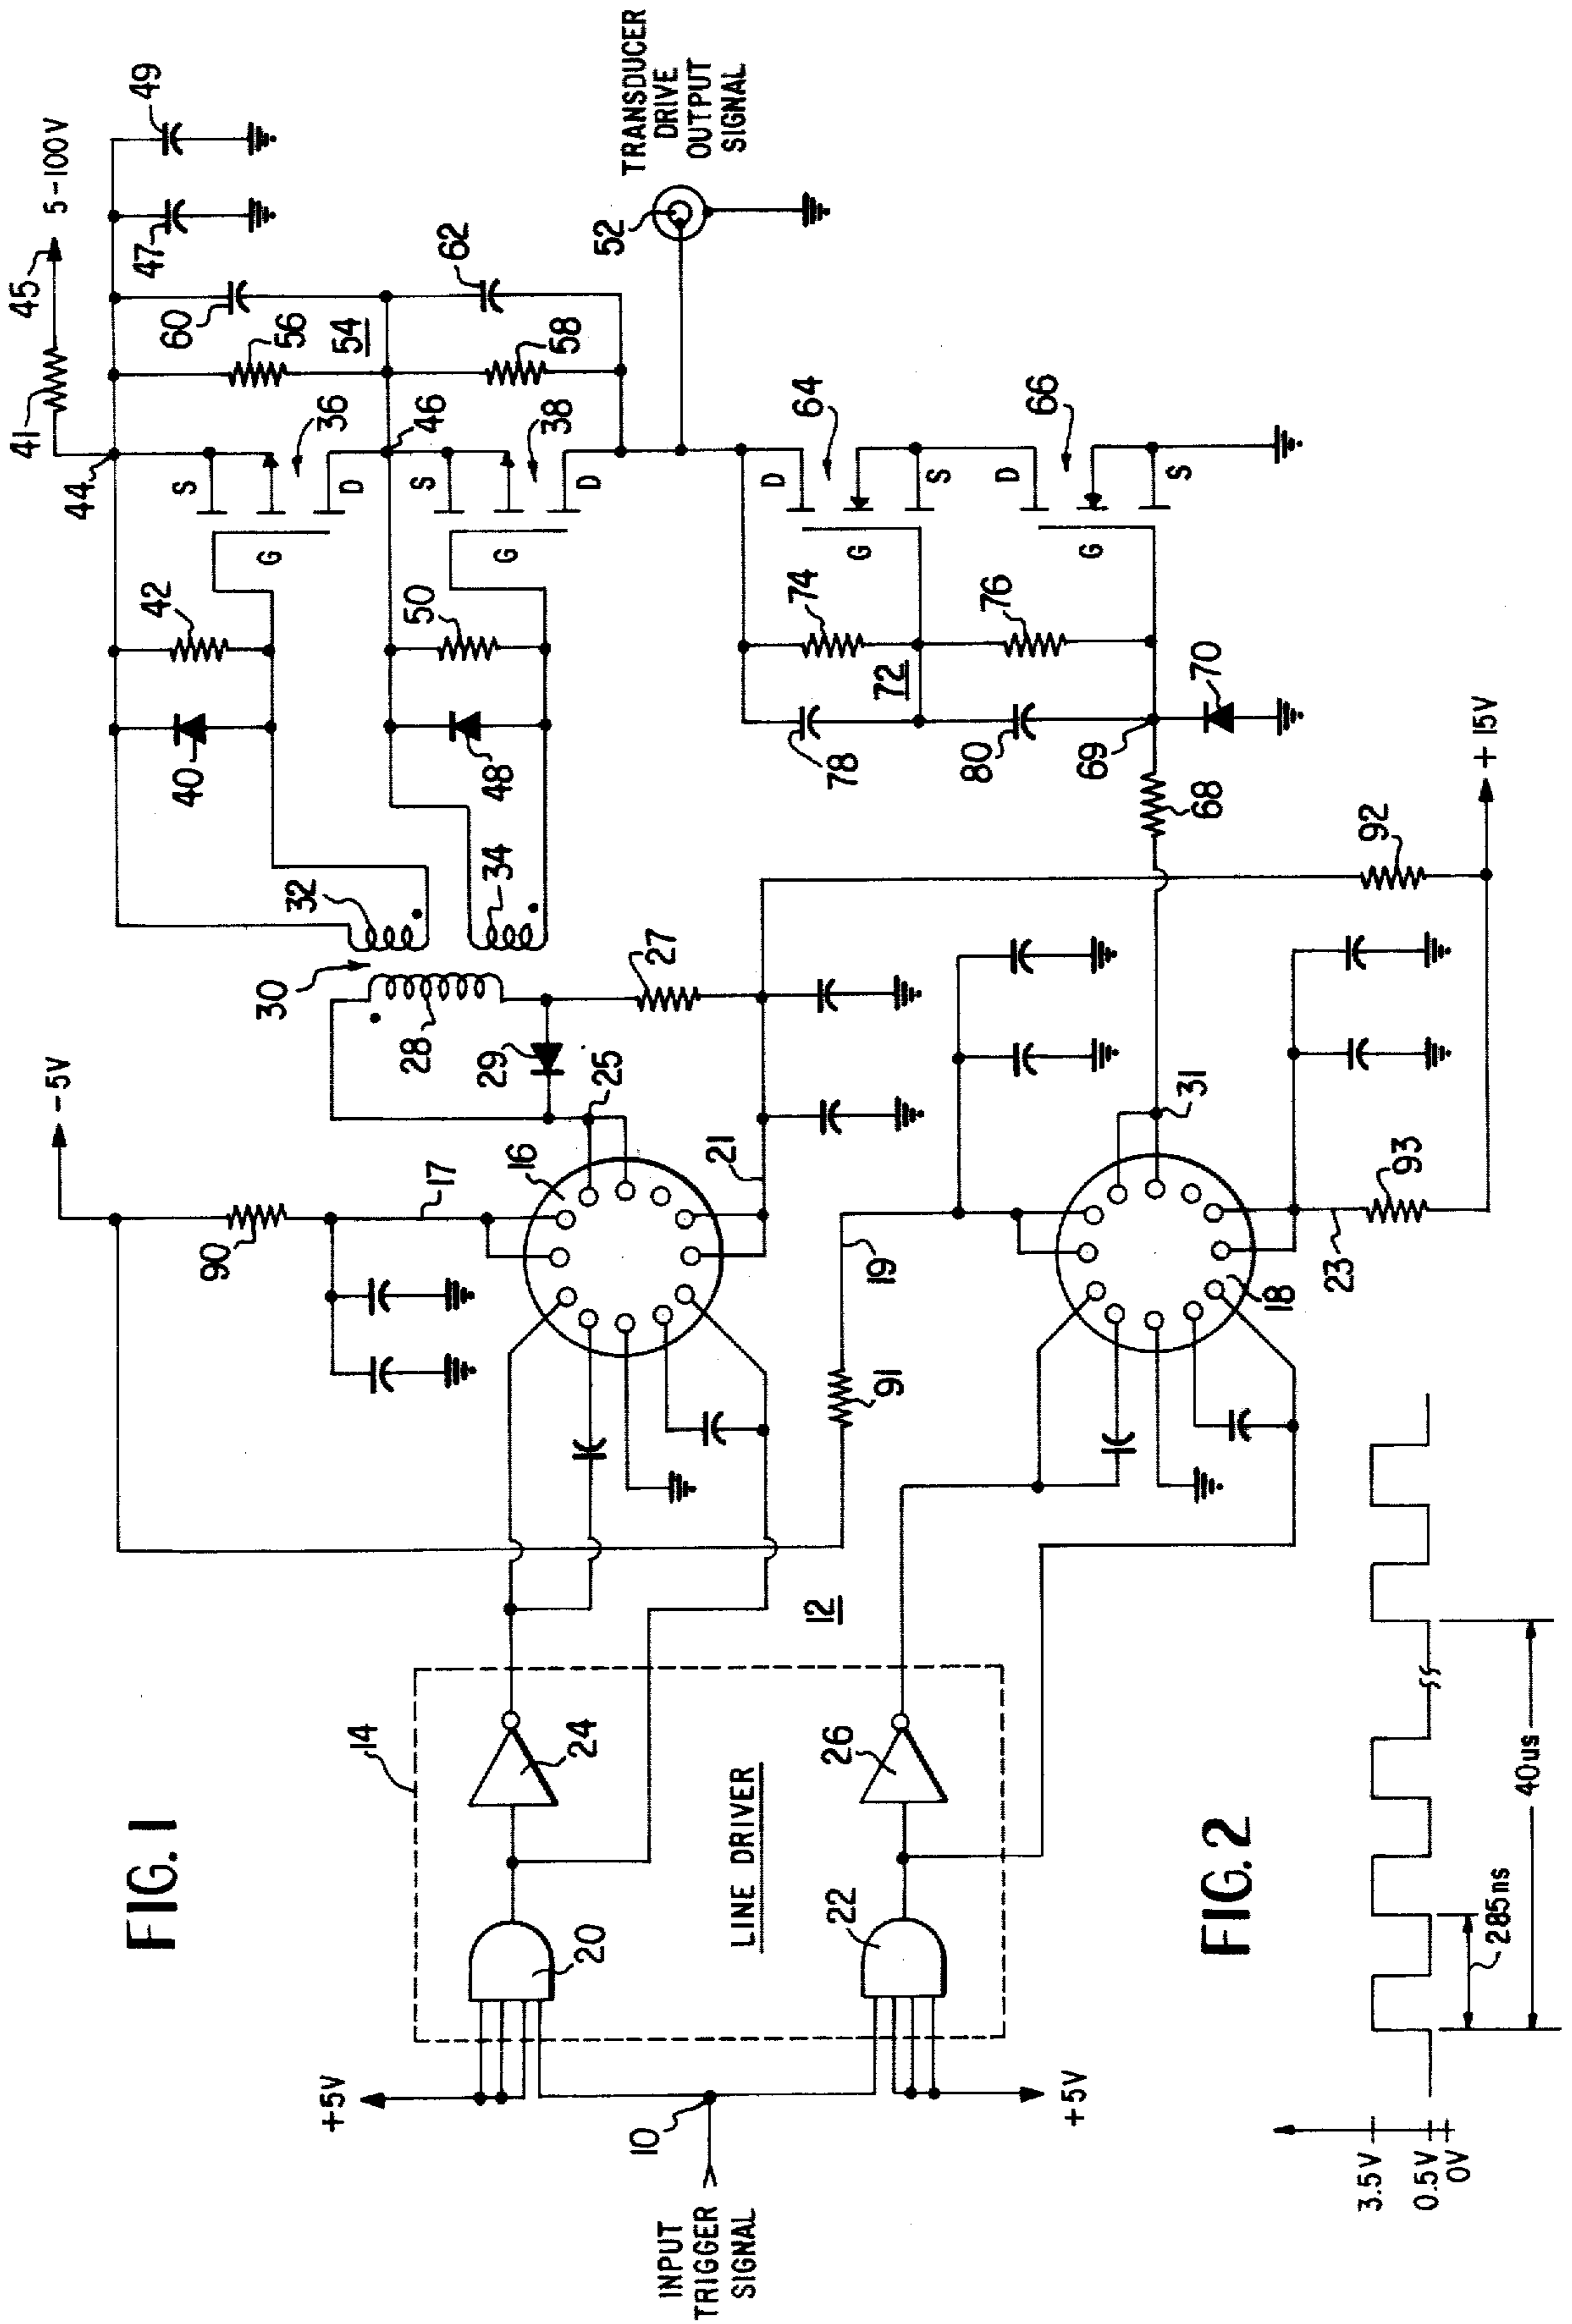 FIG. 1
-5V
5-100V
45
41
44
49
47
60
56
54
62
58
36
46
38
S
D
G
S
D
G
42
40
50
48
32
30
34
28
29
27
25
90
17
16
21
TRANSDUCER
DRIVE
OUTPUT
SIGNAL
52
64
66
D
S
G
D
S
G
74
76
72
78
80
69
70
68
92
+15V
19
91
31
18
23
93
12
14
24
20
LINE DRIVER
26
22
+5V
+5V
10
INPUT
TRIGGER
SIGNAL
FIG. 2
3.5V
0.5V
0V
285ns
40us